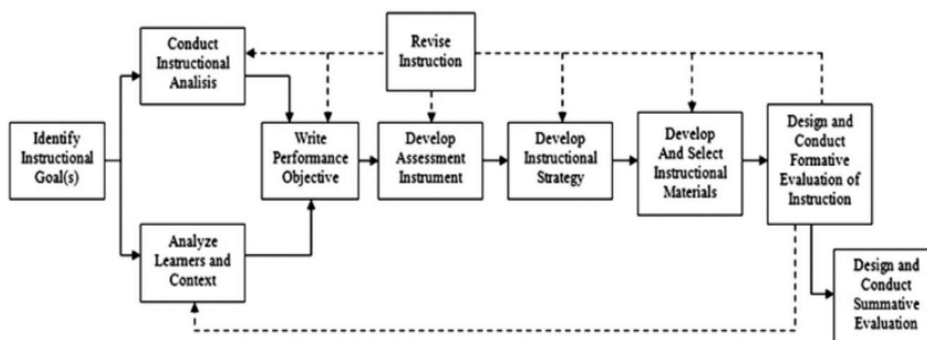 Identify
Instructional
Goal(s)
Conduct
Instructional
Analisis
Analyze
Learners and
Context
Revise
Instruction
Write
Performance
Objective
Develop
Assessment
Instrument
Develop
Instructional
Strategy
Develop
And Select
Instructional
Materials
Design and
Conduct
Formative
Evaluation of
Instruction
Design and
Conduct
Summative
Evaluation